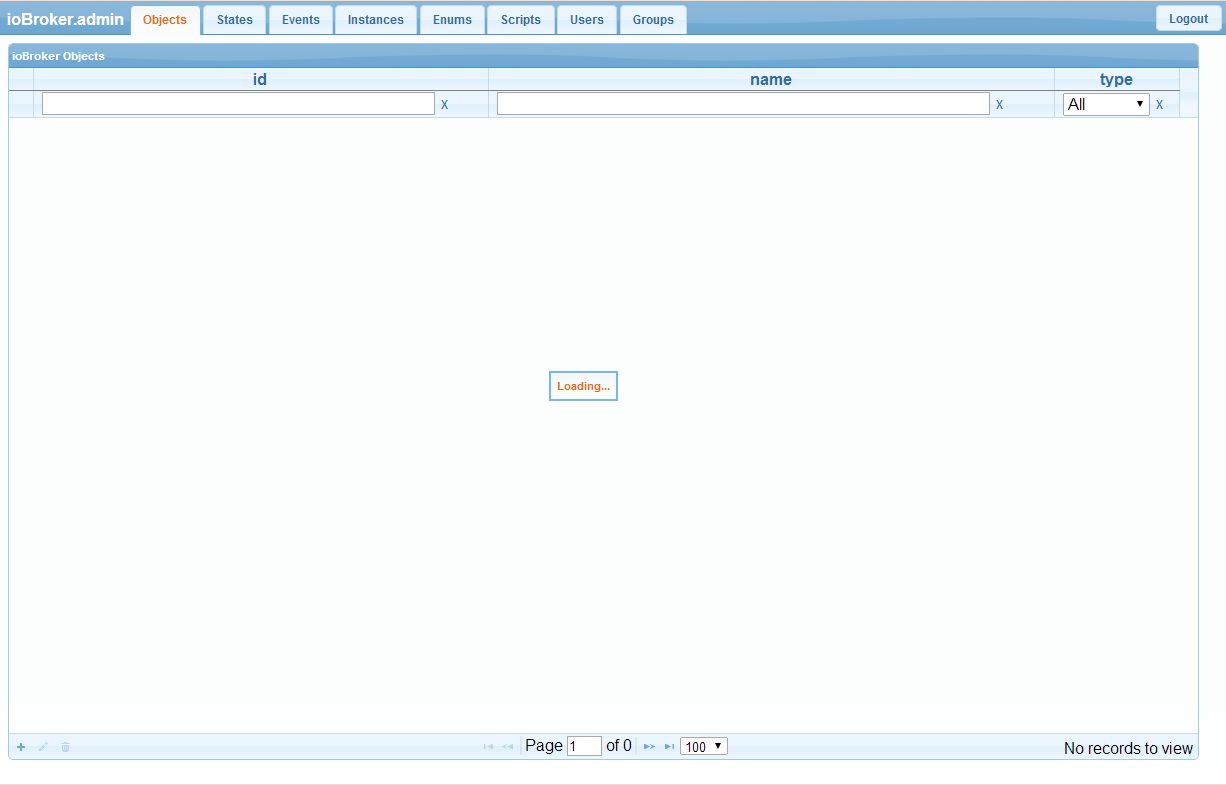 ioBroker.admin Objects States Events Instances Enums Scripts Users Groups Logout
ioBroker Objects
id name type
X X All X
Loading...
Page 1 of 0 100 No records to view